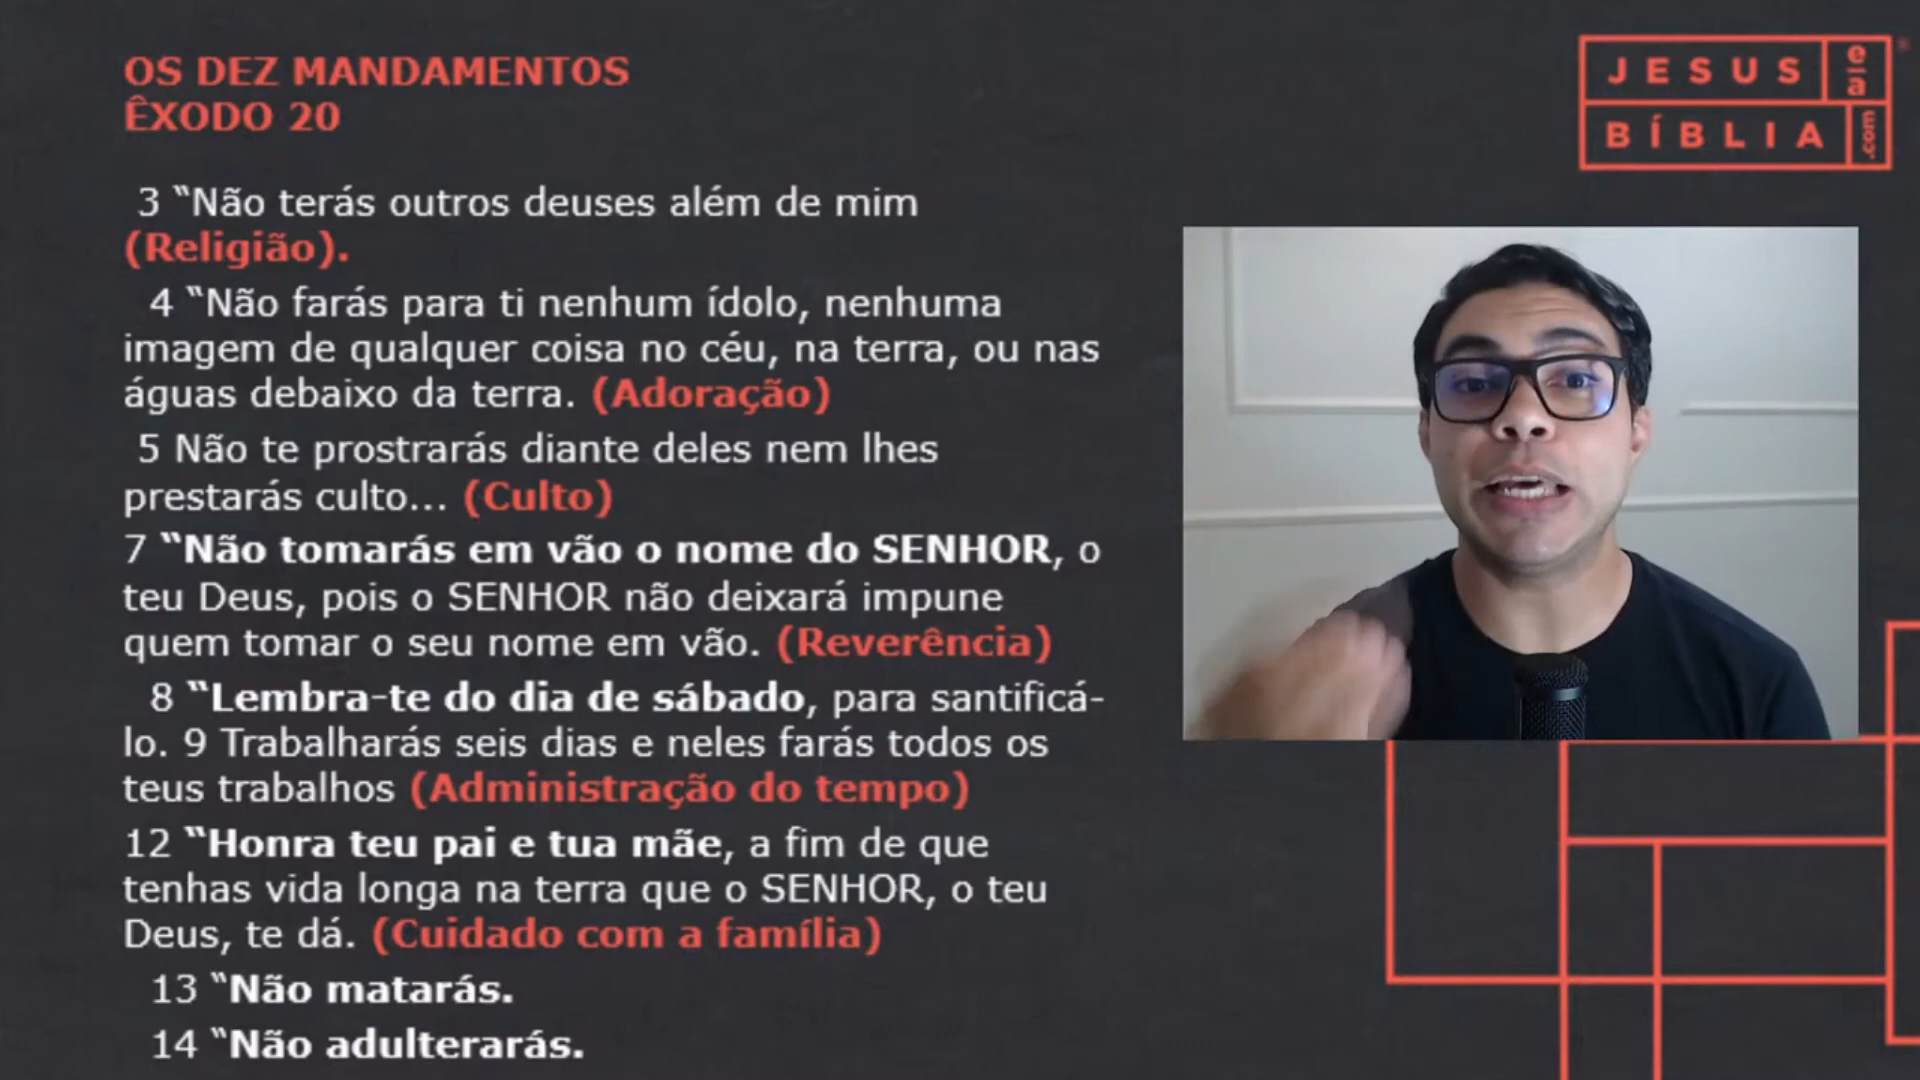 OS DEZ MANDAMENTOS
ÊXODO 20
3 “Não terás outros deuses além de mim
(Religião).
4 “Não farás para ti nenhum ídolo, nenhuma
imagem de qualquer coisa no céu, na terra, ou nas
águas debaixo da terra. (Adoração)
5 Não te prostrarás diante deles nem lhes
prestarás culto... (Culto)
7 “Não tomarás em vão o nome do SENHOR, o
teu Deus, pois o SENHOR não deixará impune
quem tomar o seu nome em vão. (Reverência)
8 “Lembra-te do dia de sábado, para santificá-
lo. 9 Trabalharás seis dias e neles farás todos os
teus trabalhos (Administração do tempo)
12 “Honra teu pai e tua mãe, a fim de que
tenhas vida longa na terra que o SENHOR, o teu
Deus, te dá. (Cuidado com a família)
13 “Não matarás.
14 “Não adulterarás.
JESUS e a
BÍBLIA .com